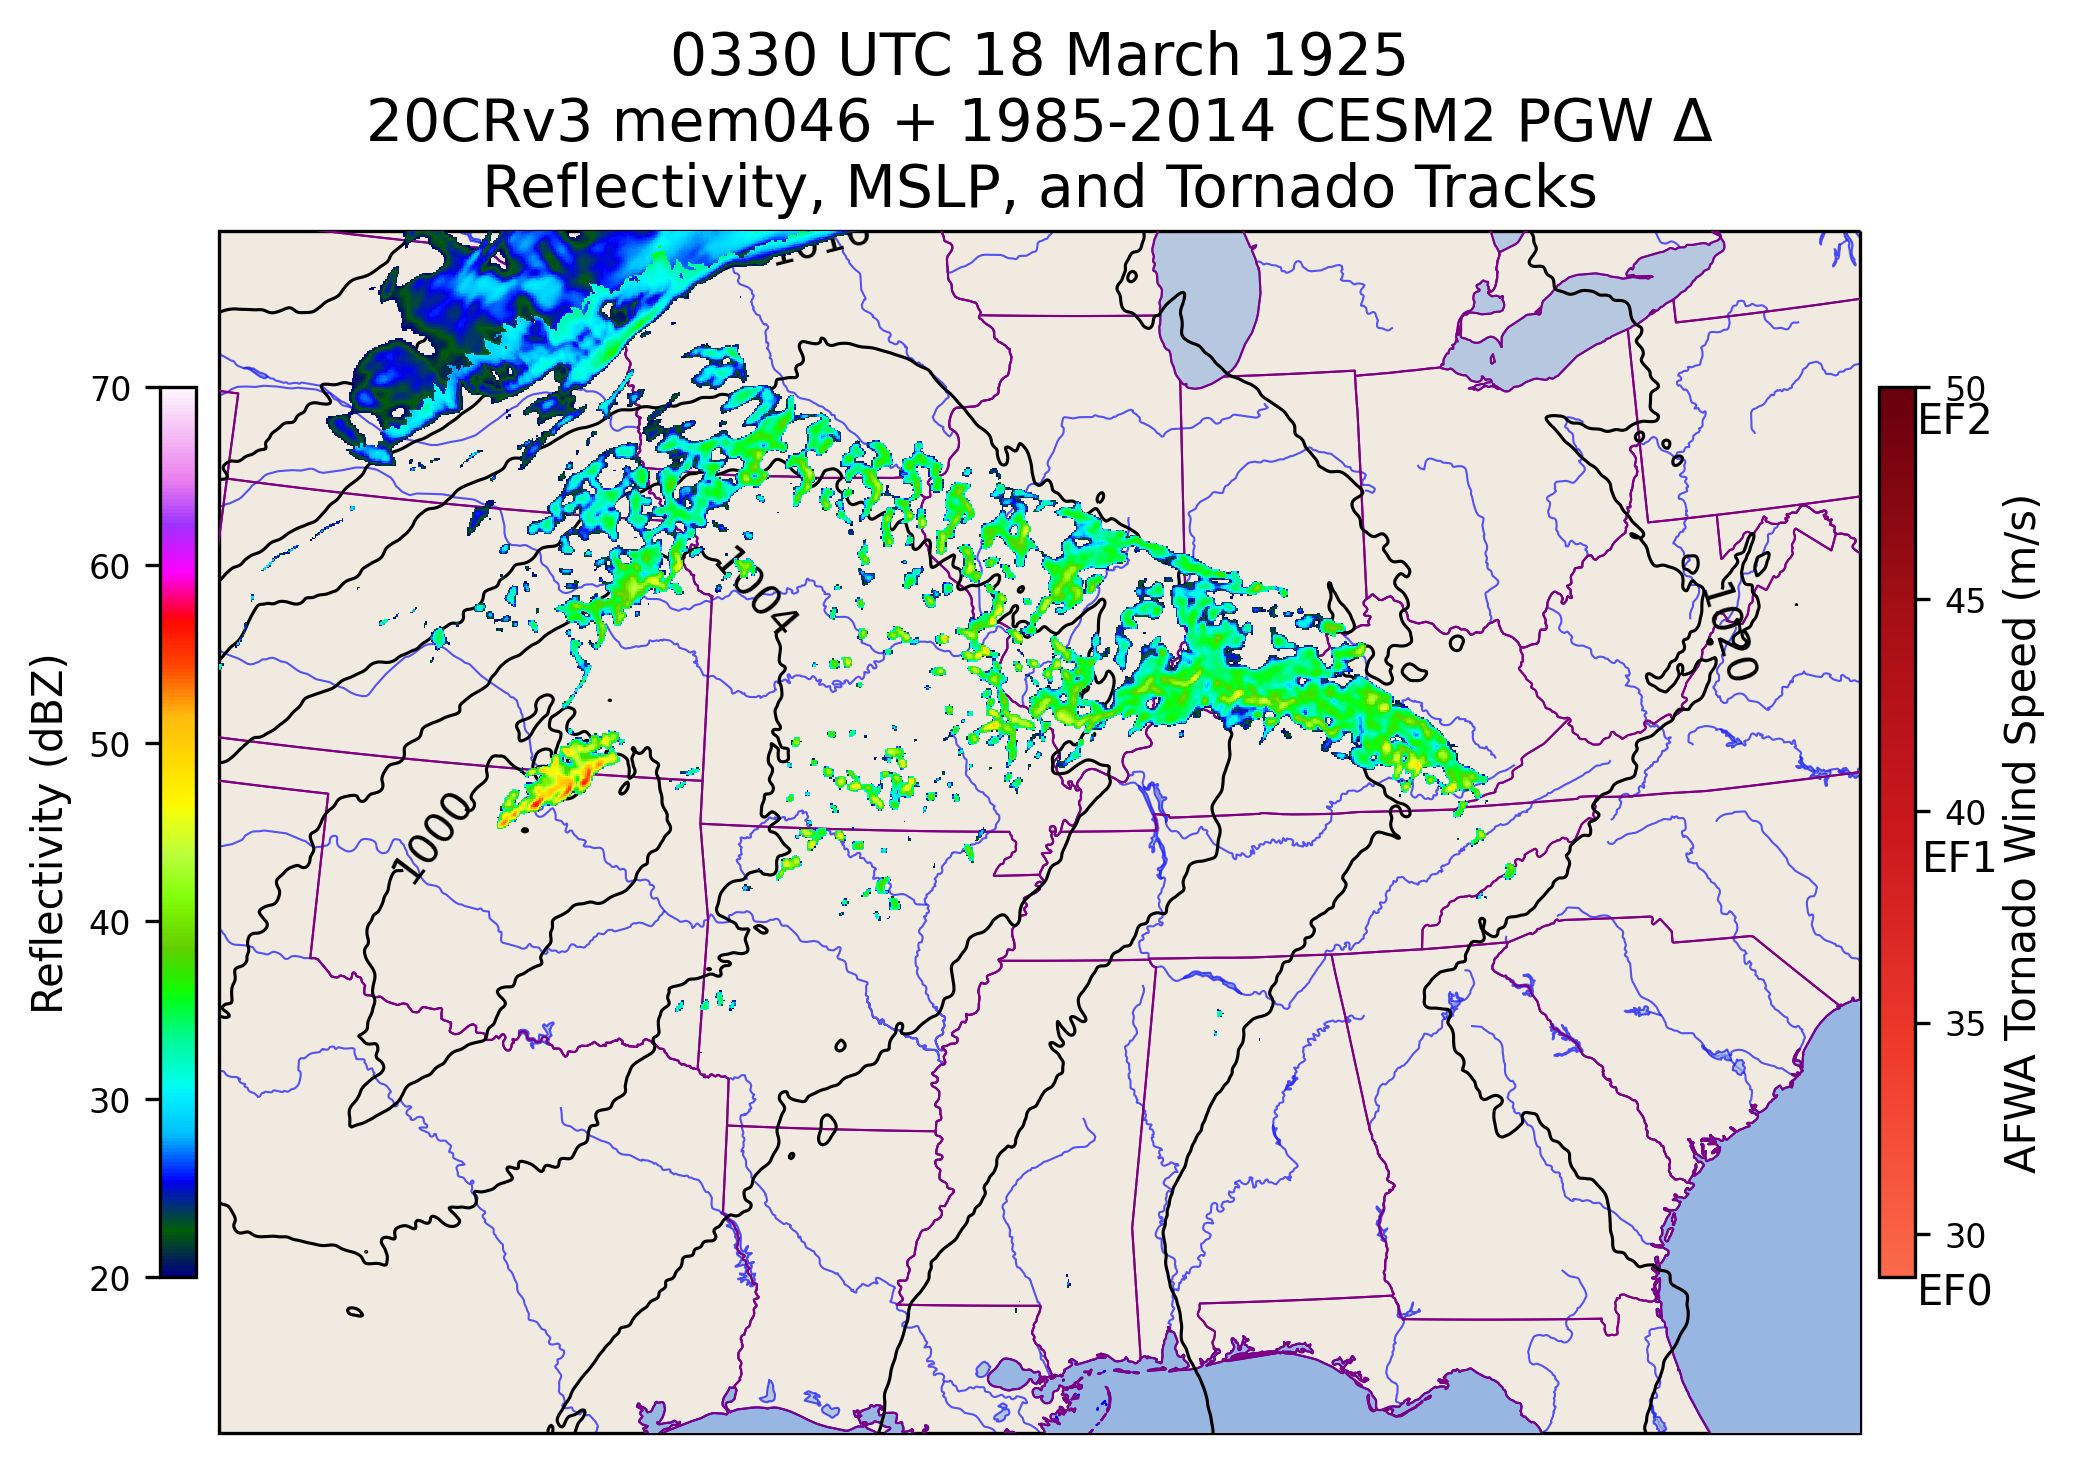 0330 UTC 18 March 1925
20CRv3 mem046 + 1985-2014 CESM2 PGW Δ
Reflectivity, MSLP, and Tornado Tracks
1016
1004
1000
1020
70
60
50
40
30
20
Reflectivity (dBZ)
50
EF2
45
40
EF1
35
30
EF0
AFWA Tornado Wind Speed (m/s)